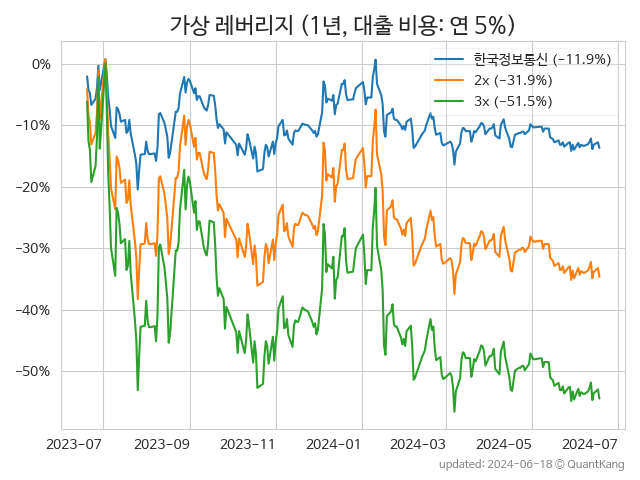 가상 레버리지 (1년, 대출 비용: 연 5%)
한국정보통신 (−11.9%)
2x (−31.9%)
3x (−51.5%)
0%
−10%
−20%
−30%
−40%
−50%
2023-07 2023-09 2023-11 2024-01 2024-03 2024-05 2024-07
updated: 2024-06-18 © QuantKang